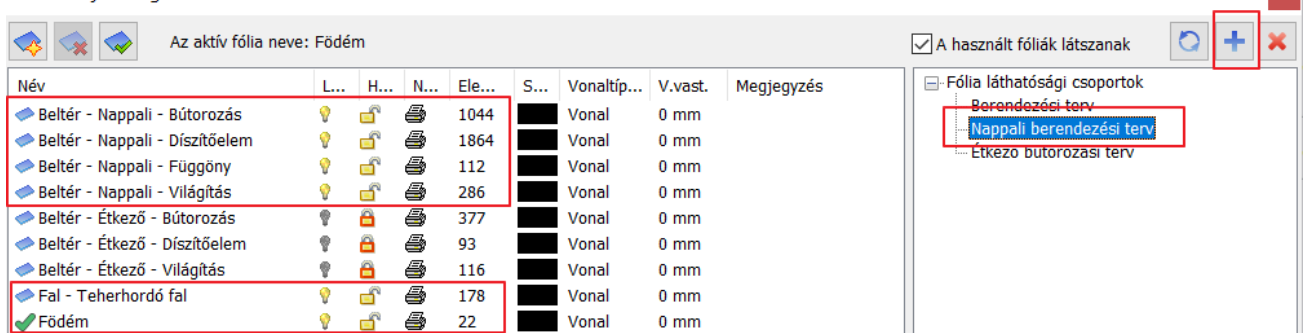 Az aktív fólia neve: Födém
A használt fóliák látszanak
Név L... H... N... Ele... S... Vonaltíp... V.vast. Megjegyzés
Beltér - Nappali - Bútorozás 1044 Vonal 0 mm
Beltér - Nappali - Díszítőelem 1864 Vonal 0 mm
Beltér - Nappali - Függöny 112 Vonal 0 mm
Beltér - Nappali - Világítás 286 Vonal 0 mm
Beltér - Étkező - Bútorozás 377 Vonal 0 mm
Beltér - Étkező - Díszítőelem 93 Vonal 0 mm
Beltér - Étkező - Világítás 116 Vonal 0 mm
Fal - Teherhordó fal 178 Vonal 0 mm
Födém 22 Vonal 0 mm
Fólia láthatósági csoportok
Berendezési terv
Nappali berendezési terv
Étkező bútorozási terv